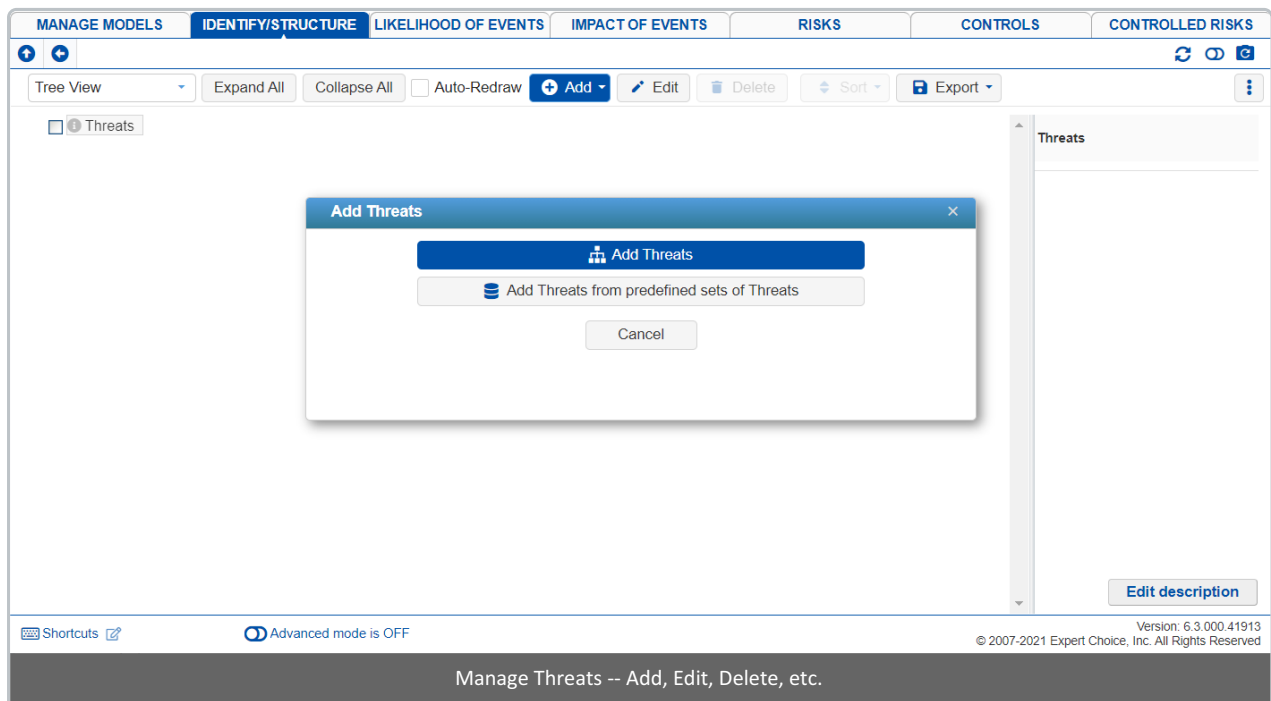 MANAGE MODELS IDENTIFY/STRUCTURE LIKELIHOOD OF EVENTS IMPACT OF EVENTS RISKS CONTROLS CONTROLLED RISKS
Tree View Expand All Collapse All Auto-Redraw Add Edit Delete Sort Export
Threats
Threats
Add Threats
Add Threats
Add Threats from predefined sets of Threats
Cancel
Edit description
Shortcuts Advanced mode is OFF
Version: 6.3.000.41913
© 2007-2021 Expert Choice, Inc. All Rights Reserved
Manage Threats -- Add, Edit, Delete, etc.